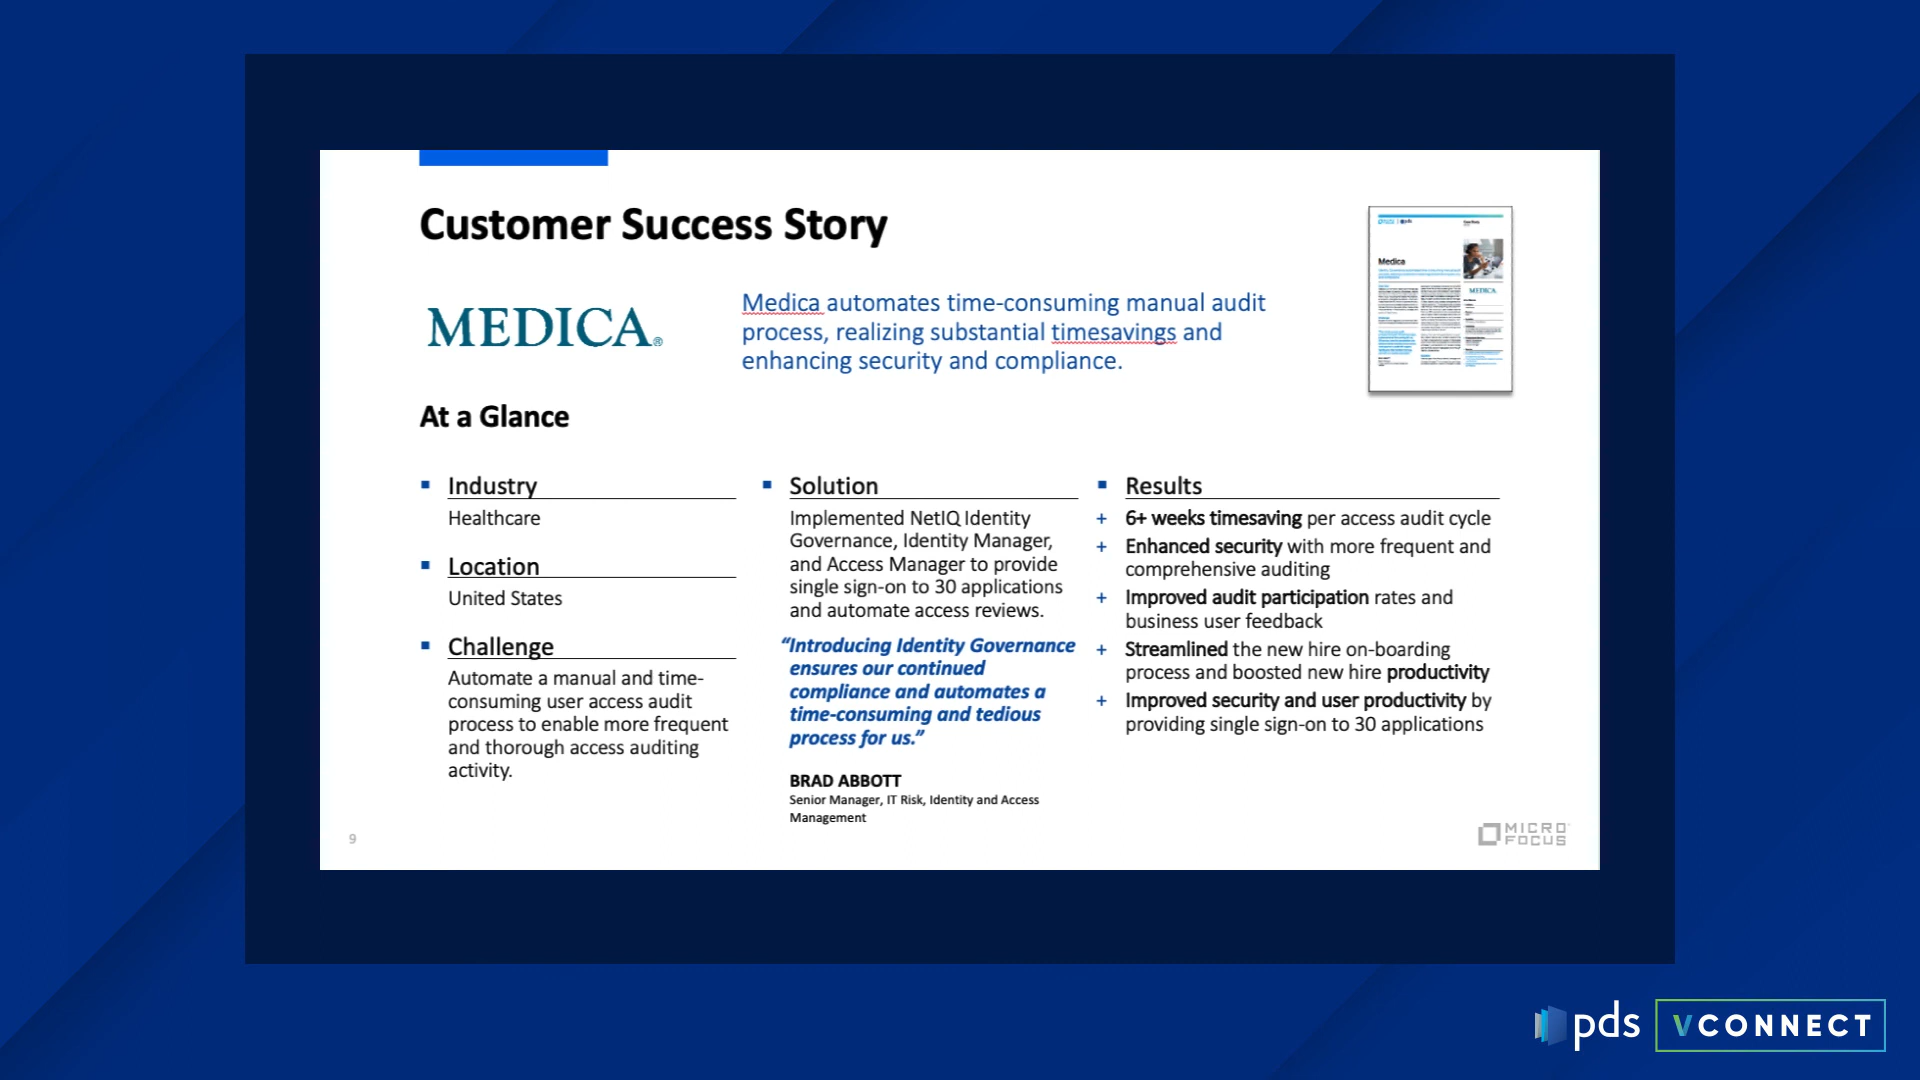 Customer Success Story
MEDICA®
Medica automates time-consuming manual audit
process, realizing substantial timesavings and
enhancing security and compliance.
Medica
MEDICA
At a Glance
Industry
Healthcare
Location
United States
Challenge
Automate a manual and time-
consuming user access audit
process to enable more frequent
and thorough access auditing
activity.
Solution
Implemented NetIQ Identity
Governance, Identity Manager,
and Access Manager to provide
single sign-on to 30 applications
and automate access reviews.
“Introducing Identity Governance
ensures our continued
compliance and automates a
time-consuming and tedious
process for us.”
BRAD ABBOTT
Senior Manager, IT Risk, Identity and Access
Management
Results
+ 6+ weeks timesaving per access audit cycle
+ Enhanced security with more frequent and
comprehensive auditing
+ Improved audit participation rates and
business user feedback
+ Streamlined the new hire on-boarding
process and boosted new hire productivity
+ Improved security and user productivity by
providing single sign-on to 30 applications
9
MICRO
FOCUS
pds VCONNECT